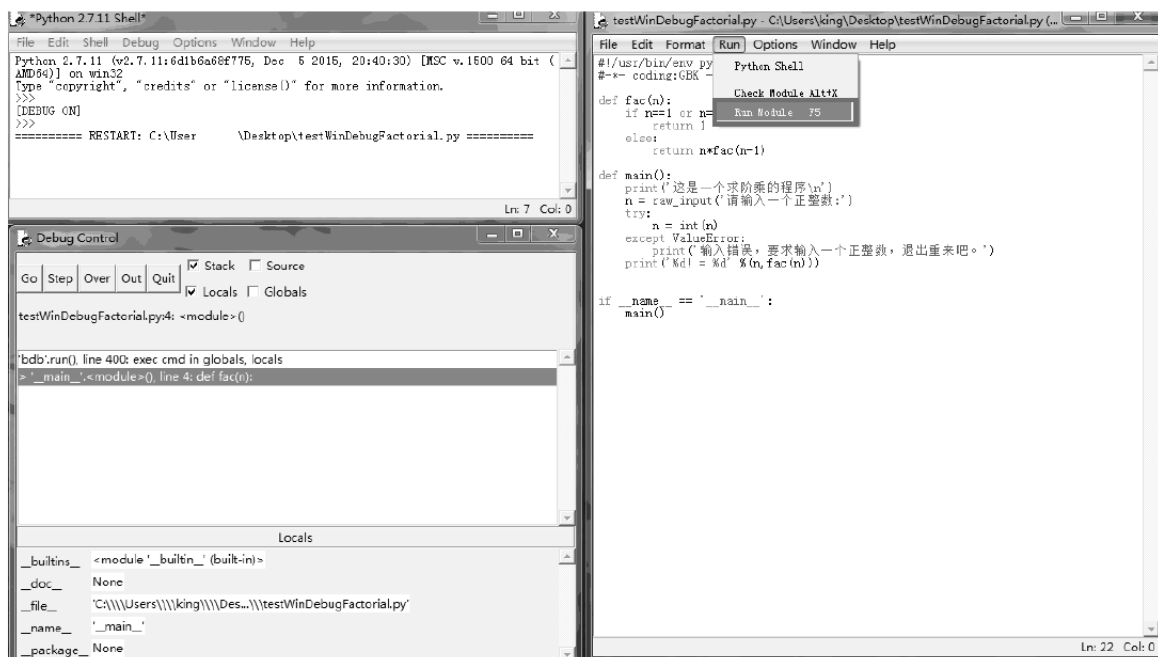 *Python 2.7.11 Shell*
File Edit Shell Debug Options Window Help
Python 2.7.11 (v2.7.11:6d1b6a68f775, Dec 5 2015, 20:40:30) [MSC v.1500 64 bit (
AMD64)] on win32
Type "copyright", "credits" or "license()" for more information.
>>>
[DEBUG ON]
>>>
========== RESTART: C:\User \Desktop\testWinDebugFactorial.py ==========
Ln: 7 Col: 0
Debug Control
Go Step Over Out Quit
Stack Source
Locals Globals
testWinDebugFactorial.py:4: <module>()
'bdb'.run(), line 400: exec cmd in globals, locals
> '__main__'.<module>(), line 4: def fac(n):
Locals
__builtins__ <module '__builtin__' (built-in)>
__doc__ None
__file__ 'C:\\\\Users\\\\king\\\\Des...\\\testWinDebugFactorial.py'
__name__ '__main__'
__package__ None
testWinDebugFactorial.py - C:\Users\king\Desktop\testWinDebugFactorial.py (...
File Edit Format Run Options Window Help
Python Shell
Check Module Alt+X
Run Module F5
#!/usr/bin/env py
#-*- coding:GBK -
def fac(n):
if n==1 or n=
return 1
else:
return n*fac(n-1)
def main():
print('这是一个求阶乘的程序\n')
n = raw_input('请输入一个正整数:')
try:
n = int(n)
except ValueError:
print('输入错误，要求输入一个正整数，退出重来吧。')
print('%d! = %d' %(n,fac(n)))
if __name__ == '__main__':
main()
Ln: 22 Col: 0